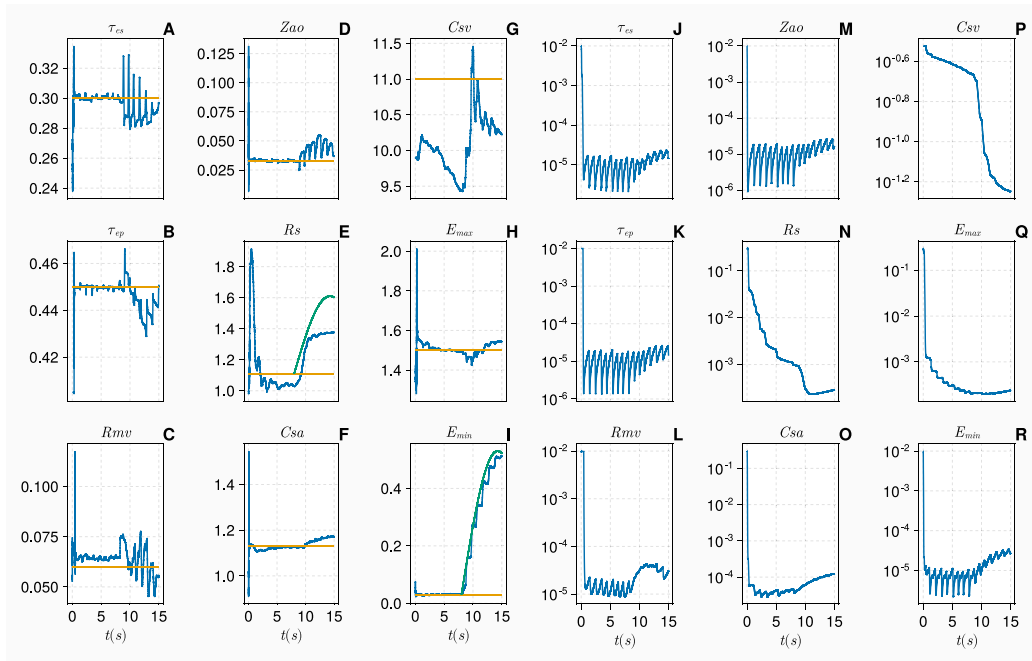 τ_es A
0.32
0.30
0.28
0.26
0.24
Zao D
0.125
0.100
0.075
0.050
0.025
Csv G
11.5
11.0
10.5
10.0
9.5
τ_es J
10^-2
10^-3
10^-4
10^-5
Zao M
10^-2
10^-3
10^-4
10^-5
10^-6
Csv P
10^-0.6
10^-0.8
10^-1.0
10^-1.2
τ_ep B
0.46
0.44
0.42
Rs E
1.8
1.6
1.4
1.2
1.0
E_max H
2.0
1.8
1.6
1.4
τ_ep K
10^-2
10^-3
10^-4
10^-5
10^-6
Rs N
10^-1
10^-2
10^-3
E_max Q
10^-1
10^-2
10^-3
Rmv C
0.100
0.075
0.050
0 5 10 15
t(s)
Csa F
1.4
1.2
1.0
0 5 10 15
t(s)
E_min I
0.4
0.2
0.0
0 5 10 15
t(s)
Rmv L
10^-2
10^-3
10^-4
10^-5
0 5 10 15
t(s)
Csa O
10^-1
10^-2
10^-3
10^-4
0 5 10 15
t(s)
E_min R
10^-2
10^-3
10^-4
10^-5
0 5 10 15
t(s)